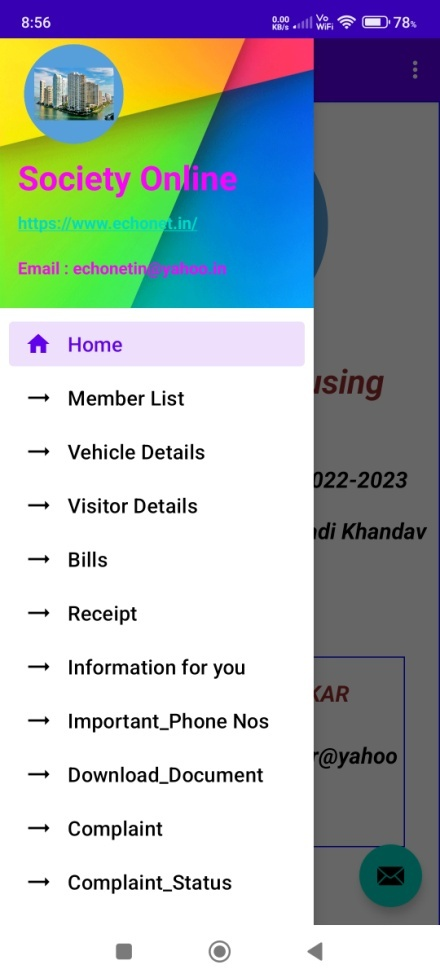 8:56
0.00 KB/s Vo WiFi 78%
Society Online
https://www.echonet.in/
Email : echonetin@yahoo.in
Home
Member List
Vehicle Details
Visitor Details
Bills
Receipt
Information for you
Important_Phone Nos
Download_Document
Complaint
Complaint_Status
using
022-2023
di Khandav
KAR
r@yahoo